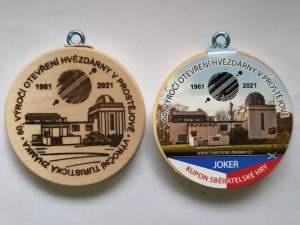 60. VÝROČÍ OTEVŘENÍ HVĚZDÁRNY V PROSTĚJOVĚ · VÝROČNÍ TURISTICKÁ ZNÁMKA ·
1961 2021
60. VÝROČÍ OTEVŘENÍ HVĚZDÁRNY V PROSTĚJOVĚ
1961 2021
WWW.TURISTICKE-ZNAMKY.CZ
JOKER
KUPON SBĚRATELSKÉ HRY